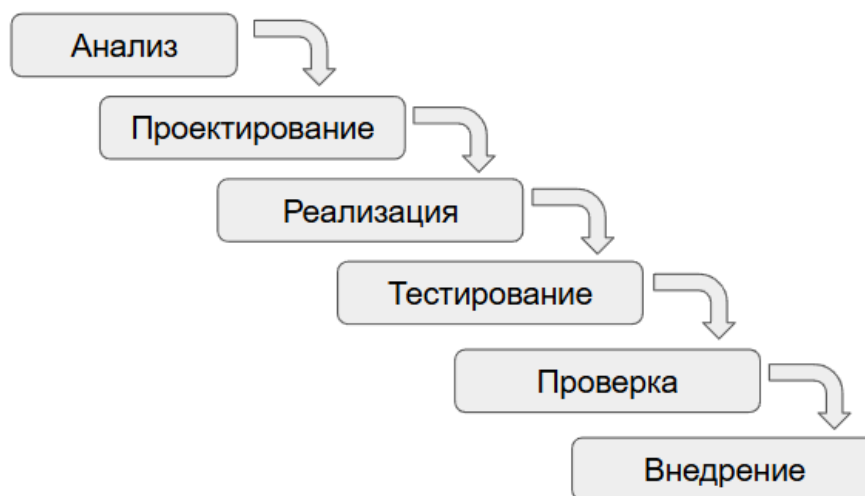 Анализ
Проектирование
Реализация
Тестирование
Проверка
Внедрение